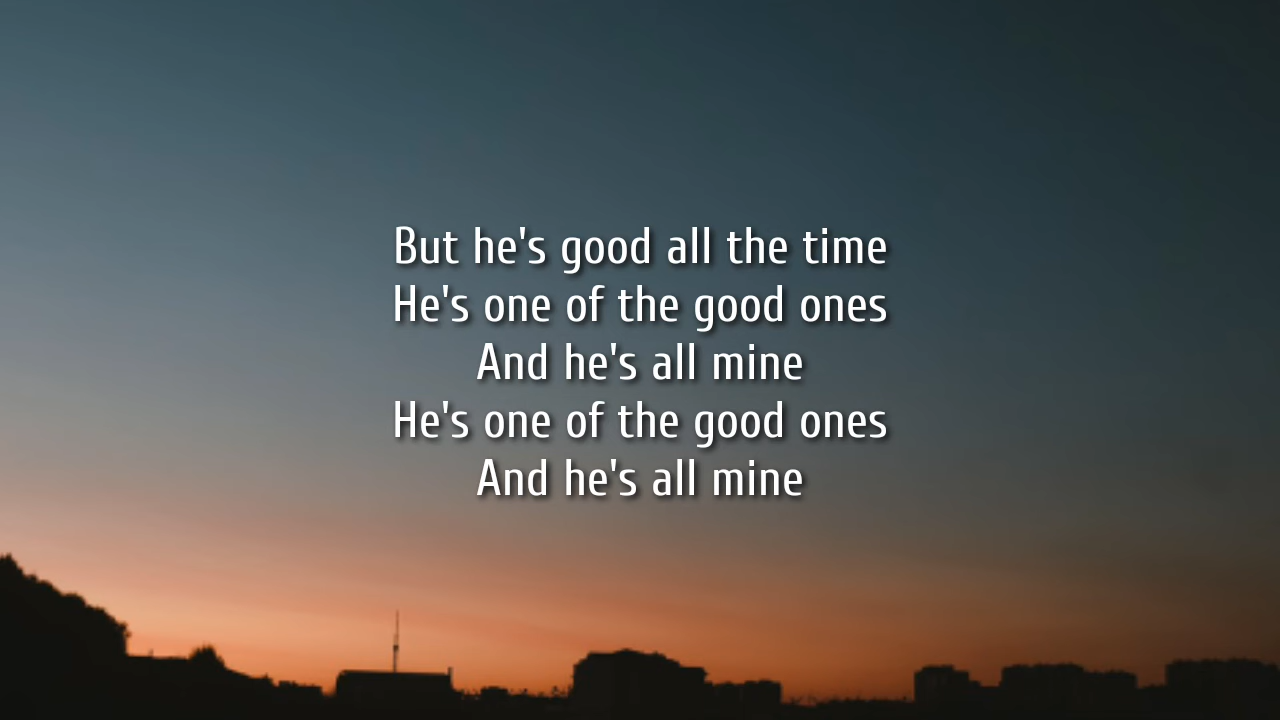 But he's good all the time
He's one of the good ones
And he's all mine
He's one of the good ones
And he's all mine